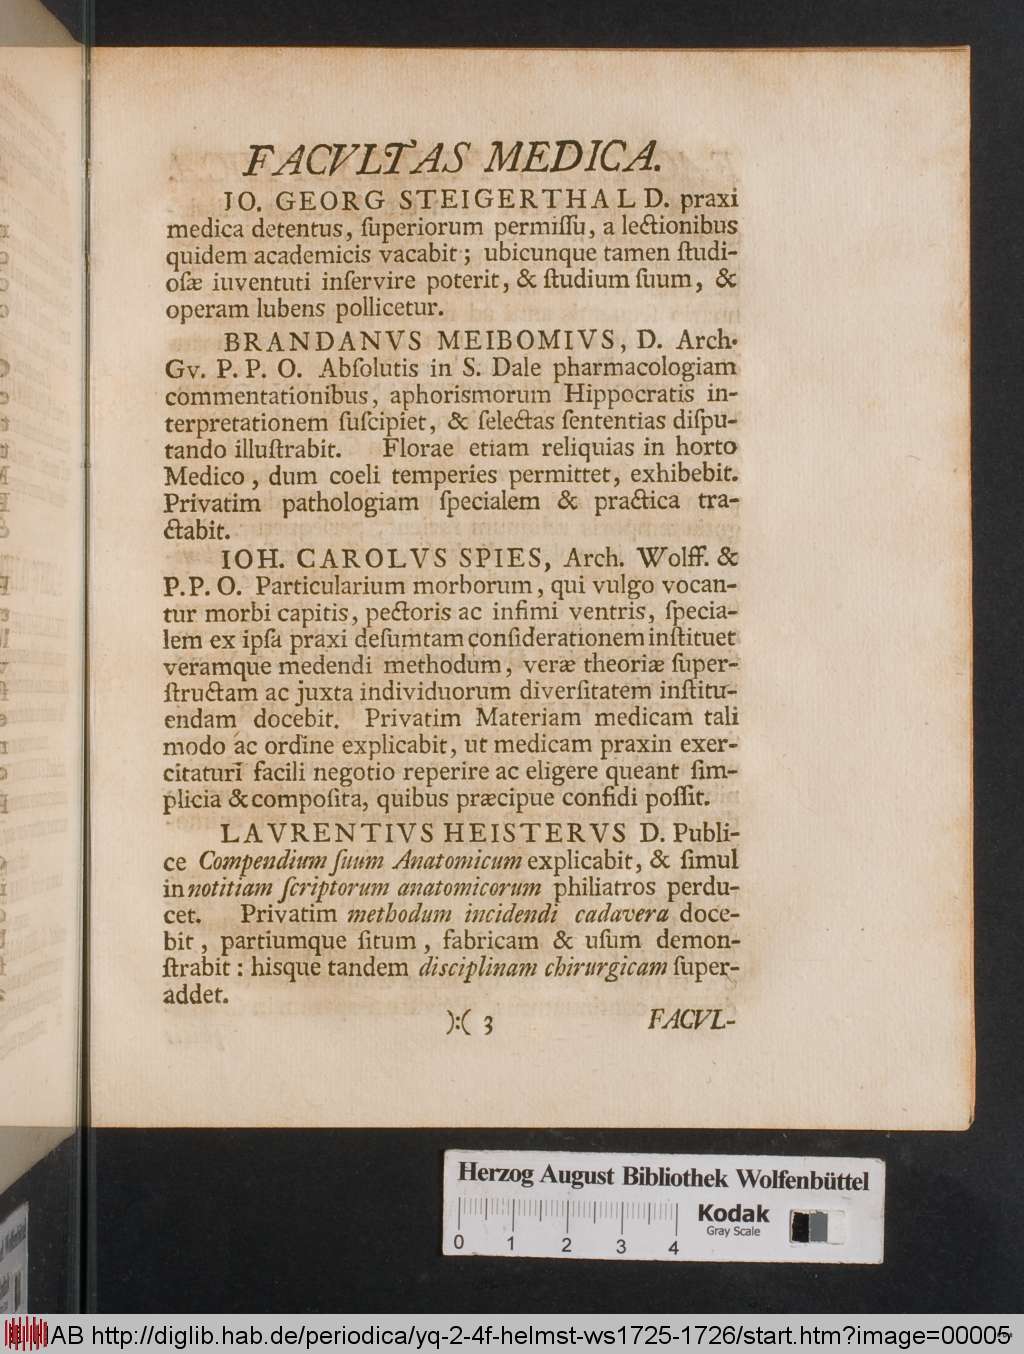 FACVLTAS MEDICA.
JO. GEORG STEIGERTHAL D. praxi
medica detentus, ſuperiorum permiſſu, a lectionibus
quidem academicis vacabit; ubicunque tamen ſtudi-
oſæ iuventuti inſervire poterit, & ſtudium ſuum, &
operam lubens pollicetur.
BRANDANVS MEIBOMIVS, D. Arch.
Gv. P. P. O. Abſolutis in S. Dale pharmacologiam
commentationibus, aphorismorum Hippocratis in-
terpretationem ſuſcipiet, & ſelectas ſententias diſpu-
tando illuſtrabit. Florae etiam reliquias in horto
Medico, dum coeli temperies permittet, exhibebit.
Privatim pathologiam ſpecialem & practica tra-
ctabit.
IOH. CAROLVS SPIES, Arch. Wolff. &
P. P. O. Particularium morborum, qui vulgo vocan-
tur morbi capitis, pectoris ac infimi ventris, ſpecia-
lem ex ipſa praxi deſumtam conſiderationem inſtituet
veramque medendi methodum, veræ theoriæ ſuper-
ſtructam ac juxta individuorum diverſitatem inſtitu-
endam docebit. Privatim Materiam medicam tali
modo ac ordine explicabit, ut medicam praxin exer-
citaturi facili negotio reperire ac eligere queant ſim-
plicia & compoſita, quibus præcipue confidi poſſit.
LAVRENTIVS HEISTERVS D. Publi-
ce Compendium ſuum Anatomicum explicabit, & ſimul
in notitiam ſcriptorum anatomicorum philiatros perdu-
cet. Privatim methodum incidendi cadavera doce-
bit, partiumque ſitum, fabricam & uſum demon-
ſtrabit: hisque tandem diſciplinam chirurgicam ſuper-
addet.
):( 3 FACVL-
Herzog August Bibliothek Wolfenbüttel
Kodak
Gray Scale
0 1 2 3 4
HAB http://diglib.hab.de/periodica/yq-2-4f-helmst-ws1725-1726/start.htm?image=00005